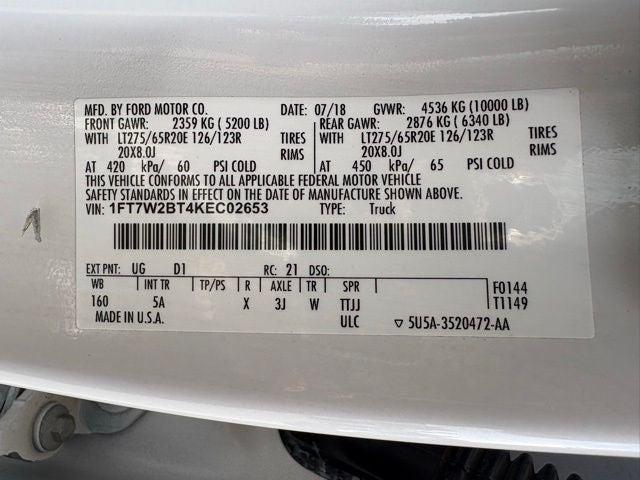 MFD. BY FORD MOTOR CO. DATE: 07/18 GVWR: 4536 KG (10000 LB)
FRONT GAWR: 2359 KG ( 5200 LB) REAR GAWR: 2876 KG ( 6340 LB)
WITH LT275/65R20E 126/123R TIRES WITH LT275/65R20E 126/123R TIRES
20X8.0J RIMS 20X8.0J RIMS
AT 420 kPa/ 60 PSI COLD AT 450 kPa/ 65 PSI COLD
THIS VEHICLE CONFORMS TO ALL APPLICABLE FEDERAL MOTOR VEHICLE
SAFETY STANDARDS IN EFFECT ON THE DATE OF MANUFACTURE SHOWN ABOVE.
VIN: 1FT7W2BT4KEC02653 TYPE: Truck
EXT PNT: UG D1 RC: 21 DSO:
WB INT TR TP/PS R AXLE TR SPR F0144
160 5A X 3J W TTJJ T1149
MADE IN U.S.A. ULC ▽ 5U5A-3520472-AA